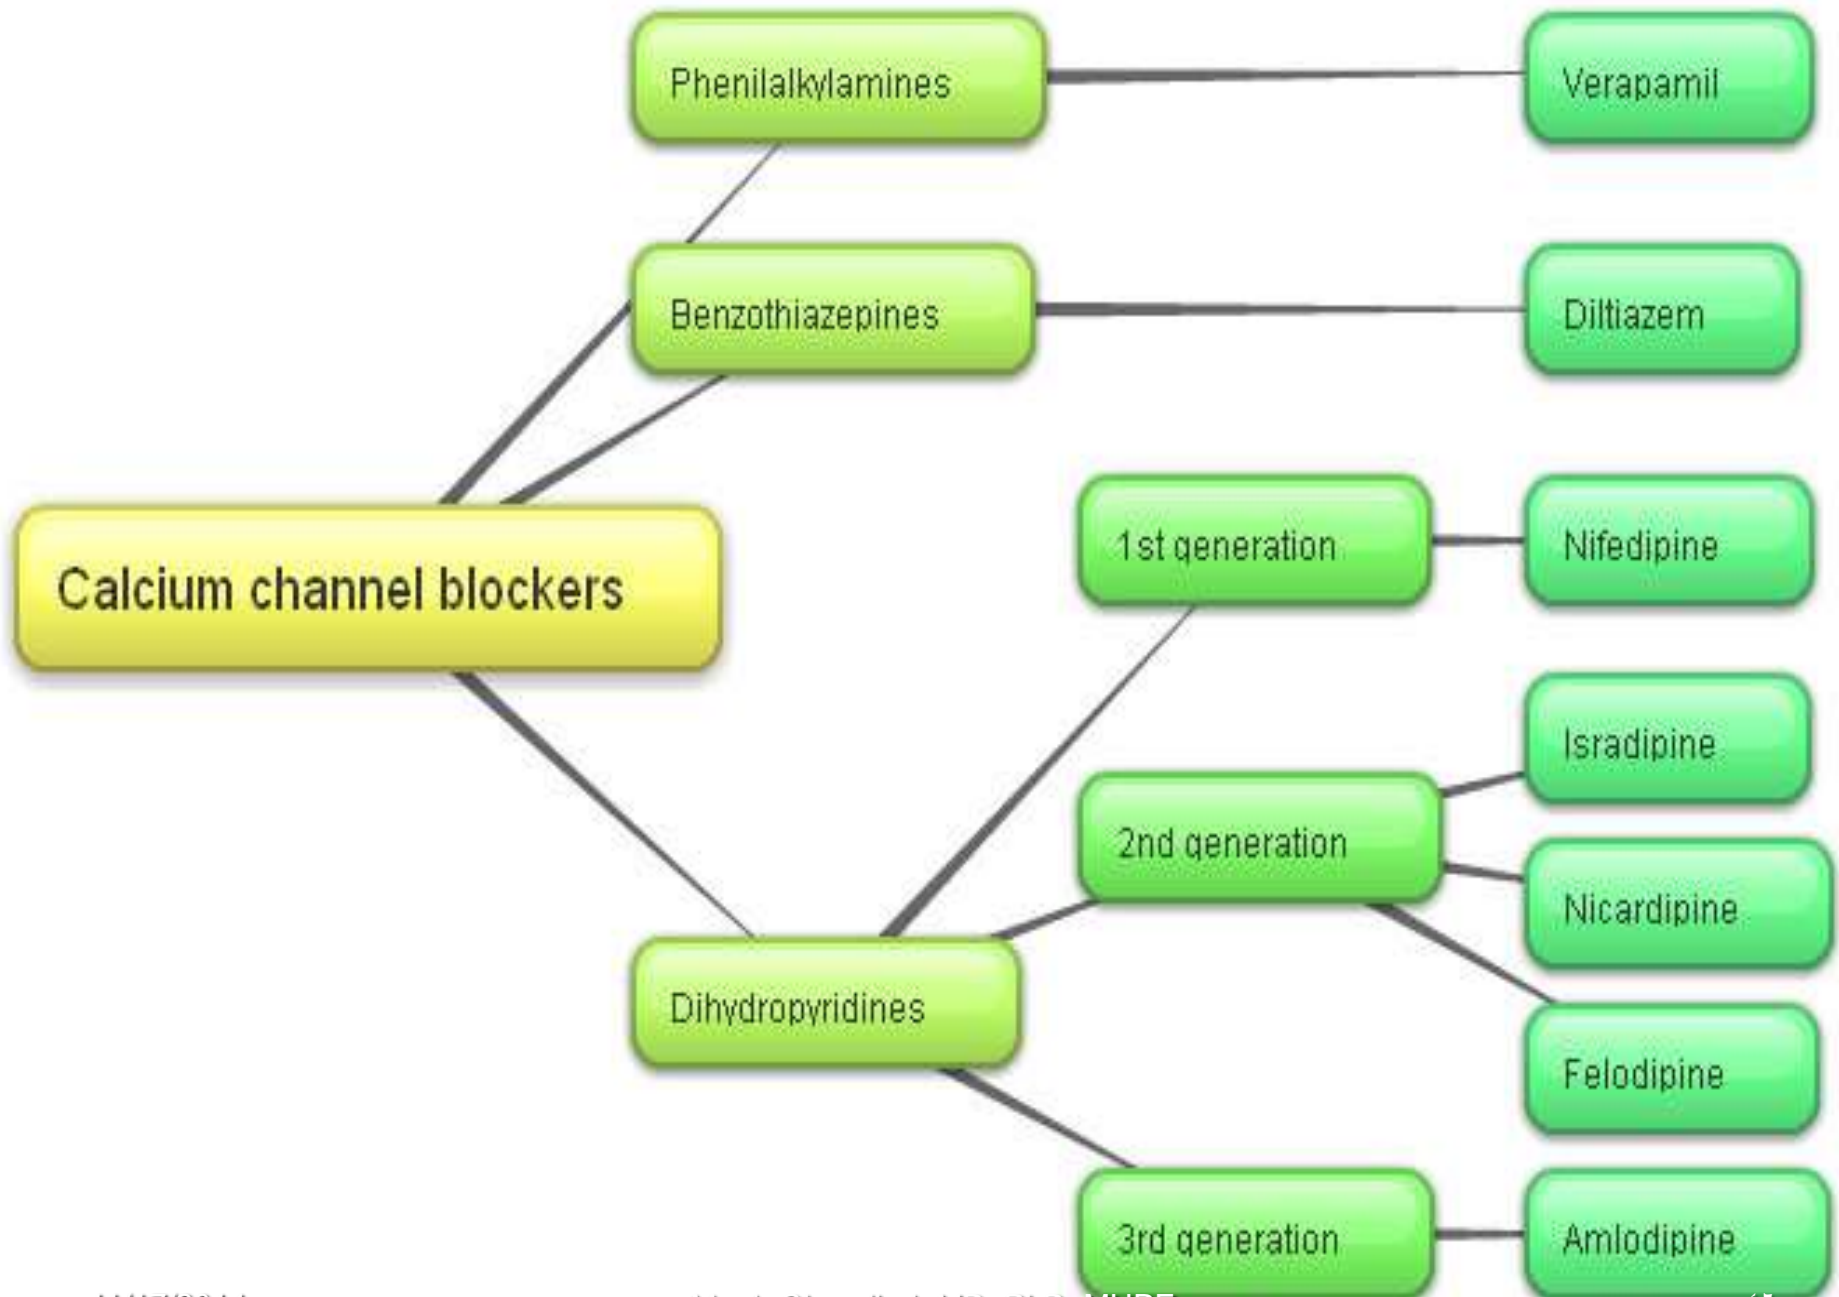 Phenilalkylamines
Verapamil
Benzothiazepines
Diltiazem
Calcium channel blockers
1st generation
Nifedipine
Isradipine
2nd generation
Nicardipine
Dihydropyridines
Felodipine
3rd generation
Amlodipine